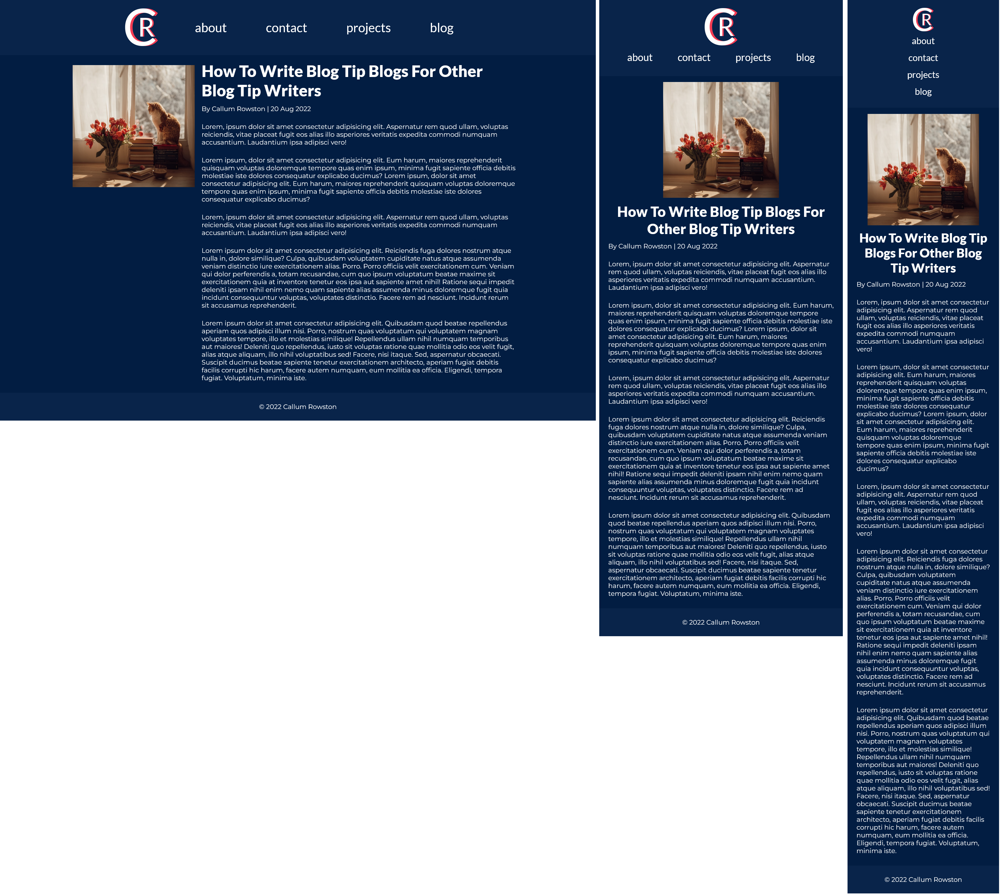 CR
about
contact
projects
blog
How To Write Blog Tip Blogs For Other
Blog Tip Writers
By Callum Rowston | 20 Aug 2022
Lorem, ipsum dolor sit amet consectetur adipisicing elit. Aspernatur rem quod ullam, voluptas
reiciendis, vitae placeat fugit eos alias illo asperiores veritatis expedita commodi numquam
accusantium. Laudantium ipsa adipisci vero!
Lorem ipsum, dolor sit amet consectetur adipisicing elit. Eum harum, maiores reprehenderit
quisquam voluptas doloremque tempore quas enim ipsum, minima fugit sapiente officia debitis
molestiae iste dolores consequatur explicabo ducimus? Lorem ipsum, dolor sit amet
consectetur adipisicing elit. Eum harum, maiores reprehenderit quisquam voluptas doloremque
tempore quas enim ipsum, minima fugit sapiente officia debitis molestiae iste dolores
consequatur explicabo ducimus?
Lorem, ipsum dolor sit amet consectetur adipisicing elit. Aspernatur rem quod ullam, voluptas
reiciendis, vitae placeat fugit eos alias illo asperiores veritatis expedita commodi numquam
accusantium. Laudantium ipsa adipisci vero!
Lorem ipsum dolor sit amet consectetur adipisicing elit. Reiciendis fuga dolores nostrum atque
nulla in, dolore similique? Culpa, quibusdam voluptatem cupiditate natus atque assumenda
veniam distinctio iure exercitationem alias. Porro. Porro officiis velit exercitationem cum. Veniam
qui dolor perferendis a, totam recusandae, cum quo ipsum voluptatum beatae maxime sit
exercitationem quia at inventore tenetur eos ipsa aut sapiente amet nihil! Ratione sequi impedit
deleniti ipsam nihil enim nemo quam sapiente alias assumenda minus doloremque fugit quia
incidunt consequuntur voluptas, voluptates distinctio. Facere rem ad nesciunt. Incidunt rerum
sit accusamus reprehenderit.
Lorem ipsum dolor sit amet consectetur adipisicing elit. Quibusdam quod beatae repellendus
aperiam quos adipisci illum nisi. Porro, nostrum quas voluptatum qui voluptatem magnam
voluptates tempore, illo et molestias similique! Repellendus ullam nihil numquam temporibus
aut maiores! Deleniti quo repellendus, iusto sit voluptas ratione quae mollitia odio eos velit fugit,
alias atque aliquam, illo nihil voluptatibus sed! Facere, nisi itaque. Sed, aspernatur obcaecati.
Suscipit ducimus beatae sapiente tenetur exercitationem architecto, aperiam fugiat debitis
facilis corrupti hic harum, facere autem numquam, eum mollitia ea officia. Eligendi, tempora
fugiat. Voluptatum, minima iste.
© 2022 Callum Rowston
CR
about
contact
projects
blog
How To Write Blog Tip Blogs For
Other Blog Tip Writers
By Callum Rowston | 20 Aug 2022
Lorem, ipsum dolor sit amet consectetur adipisicing elit. Aspernatur
rem quod ullam, voluptas reiciendis, vitae placeat fugit eos alias illo
asperiores veritatis expedita commodi numquam accusantium.
Laudantium ipsa adipisci vero!
Lorem ipsum, dolor sit amet consectetur adipisicing elit. Eum harum,
maiores reprehenderit quisquam voluptas doloremque tempore
quas enim ipsum, minima fugit sapiente officia debitis molestiae iste
dolores consequatur explicabo ducimus? Lorem ipsum, dolor sit
amet consectetur adipisicing elit. Eum harum, maiores
reprehenderit quisquam voluptas doloremque tempore quas enim
ipsum, minima fugit sapiente officia debitis molestiae iste dolores
consequatur explicabo ducimus?
Lorem, ipsum dolor sit amet consectetur adipisicing elit. Aspernatur
rem quod ullam, voluptas reiciendis, vitae placeat fugit eos alias illo
asperiores veritatis expedita commodi numquam accusantium.
Laudantium ipsa adipisci vero!
Lorem ipsum dolor sit amet consectetur adipisicing elit. Reiciendis
fuga dolores nostrum atque nulla in, dolore similique? Culpa,
quibusdam voluptatem cupiditate natus atque assumenda veniam
distinctio iure exercitationem alias. Porro. Porro officiis velit
exercitationem cum. Veniam qui dolor perferendis a, totam
recusandae, cum quo ipsum voluptatum beatae maxime sit
exercitationem quia at inventore tenetur eos ipsa aut sapiente amet
nihil! Ratione sequi impedit deleniti ipsam nihil enim nemo quam
sapiente alias assumenda minus doloremque fugit quia incidunt
consequuntur voluptas, voluptates distinctio. Facere rem ad
nesciunt. Incidunt rerum sit accusamus reprehenderit.
Lorem ipsum dolor sit amet consectetur adipisicing elit. Quibusdam
quod beatae repellendus aperiam quos adipisci illum nisi. Porro,
nostrum quas voluptatum qui voluptatem magnam voluptates
tempore, illo et molestias similique! Repellendus ullam nihil
numquam temporibus aut maiores! Deleniti quo repellendus, iusto
sit voluptas ratione quae mollitia odio eos velit fugit, alias atque
aliquam, illo nihil voluptatibus sed! Facere, nisi itaque. Sed,
aspernatur obcaecati. Suscipit ducimus beatae sapiente tenetur
exercitationem architecto, aperiam fugiat debitis facilis corrupti hic
harum, facere autem numquam, eum mollitia ea officia. Eligendi,
tempora fugiat. Voluptatum, minima iste.
© 2022 Callum Rowston
CR
about
contact
projects
blog
How To Write Blog Tip
Blogs For Other Blog
Tip Writers
By Callum Rowston | 20 Aug 2022
Lorem, ipsum dolor sit amet consectetur
adipisicing elit. Aspernatur rem quod
ullam, voluptas reiciendis, vitae placeat
fugit eos alias illo asperiores veritatis
expedita commodi numquam
accusantium. Laudantium ipsa adipisci
vero!
Lorem ipsum, dolor sit amet consectetur
adipisicing elit. Eum harum, maiores
reprehenderit quisquam voluptas
doloremque tempore quas enim ipsum,
minima fugit sapiente officia debitis
molestiae iste dolores consequatur
explicabo ducimus? Lorem ipsum, dolor
sit amet consectetur adipisicing elit.
Eum harum, maiores reprehenderit
quisquam voluptas doloremque
tempore quas enim ipsum, minima fugit
sapiente officia debitis molestiae iste
dolores consequatur explicabo
ducimus?
Lorem, ipsum dolor sit amet consectetur
adipisicing elit. Aspernatur rem quod
ullam, voluptas reiciendis, vitae placeat
fugit eos alias illo asperiores veritatis
expedita commodi numquam
accusantium. Laudantium ipsa adipisci
vero!
Lorem ipsum dolor sit amet consectetur
adipisicing elit. Reiciendis fuga dolores
nostrum atque nulla in, dolore similique?
Culpa, quibusdam voluptatem
cupiditate natus atque assumenda
veniam distinctio iure exercitationem
alias. Porro. Porro officiis velit
exercitationem cum. Veniam qui dolor
perferendis a, totam recusandae, cum
quo ipsum voluptatum beatae maxime
sit exercitationem quia at inventore
tenetur eos ipsa aut sapiente amet nihil!
Ratione sequi impedit deleniti ipsam
nihil enim nemo quam sapiente alias
assumenda minus doloremque fugit
quia incidunt consequuntur voluptas,
voluptates distinctio. Facere rem ad
nesciunt. Incidunt rerum sit accusamus
reprehenderit.
Lorem ipsum dolor sit amet consectetur
adipisicing elit. Quibusdam quod beatae
repellendus aperiam quos adipisci illum
nisi. Porro, nostrum quas voluptatum qui
voluptatem magnam voluptates
tempore, illo et molestias similique!
Repellendus ullam nihil numquam
temporibus aut maiores! Deleniti quo
repellendus, iusto sit voluptas ratione
quae mollitia odio eos velit fugit, alias
atque aliquam, illo nihil voluptatibus sed!
Facere, nisi itaque. Sed, aspernatur
obcaecati. Suscipit ducimus beatae
sapiente tenetur exercitationem
architecto, aperiam fugiat debitis facilis
corrupti hic harum, facere autem
numquam, eum mollitia ea officia.
Eligendi, tempora fugiat. Voluptatum,
minima iste.
© 2022 Callum Rowston